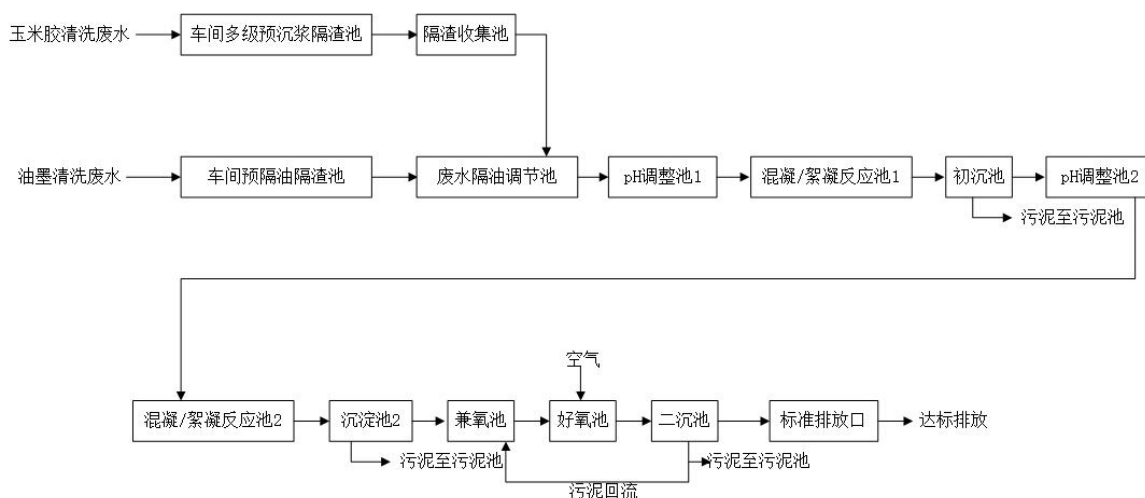 玉米胶清洗废水
车间多级预沉浆隔渣池
隔渣收集池
油墨清洗废水
车间预隔油隔渣池
废水隔油调节池
pH调整池1
混凝/絮凝反应池1
初沉池
pH调整池2
污泥至污泥池
空气
混凝/絮凝反应池2
沉淀池2
兼氧池
好氧池
二沉池
标准排放口
达标排放
污泥至污泥池
污泥至污泥池
污泥回流